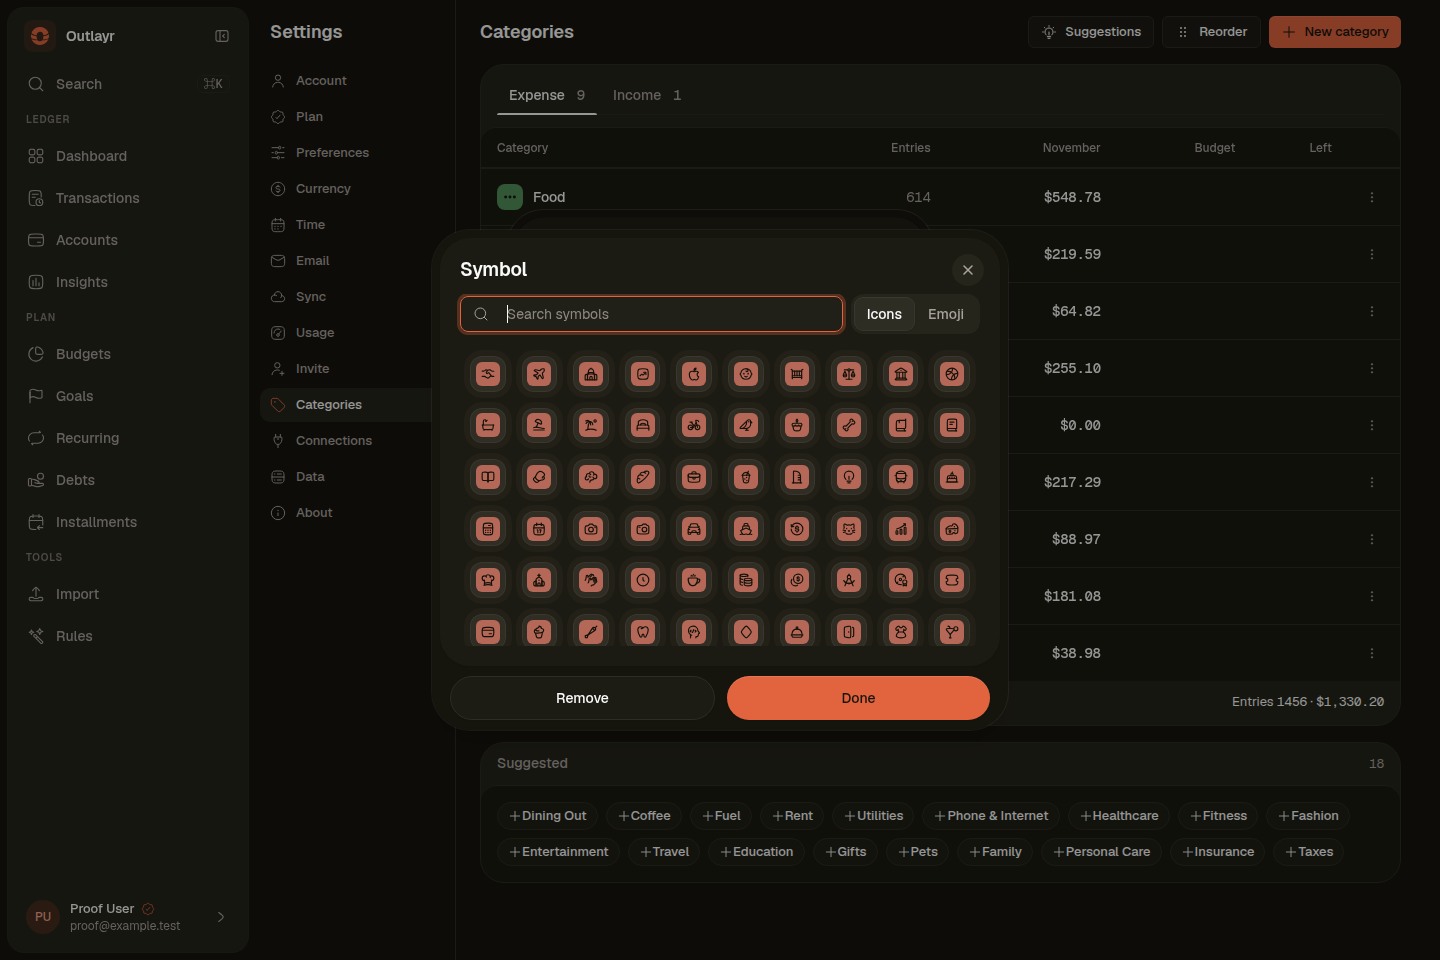 Outlayr
Search
⌘K
LEDGER
Dashboard
Transactions
Accounts
Insights
PLAN
Budgets
Goals
Recurring
Debts
Installments
TOOLS
Import
Rules
PU
Proof User
proof@example.test
Settings
Account
Plan
Preferences
Currency
Time
Email
Sync
Usage
Invite
Categories
Connections
Data
About
Categories
Suggestions
Reorder
New category
Expense 9
Income 1
Category Entries November Budget Left
Food 614 $548.78
$219.59
$64.82
$255.10
$0.00
$217.29
$88.97
$181.08
$38.98
Entries 1456 · $1,330.20
Symbol
Search symbols
Icons
Emoji
Remove
Done
Suggested 18
Dining Out
Coffee
Fuel
Rent
Utilities
Phone & Internet
Healthcare
Fitness
Fashion
Entertainment
Travel
Education
Gifts
Pets
Family
Personal Care
Insurance
Taxes